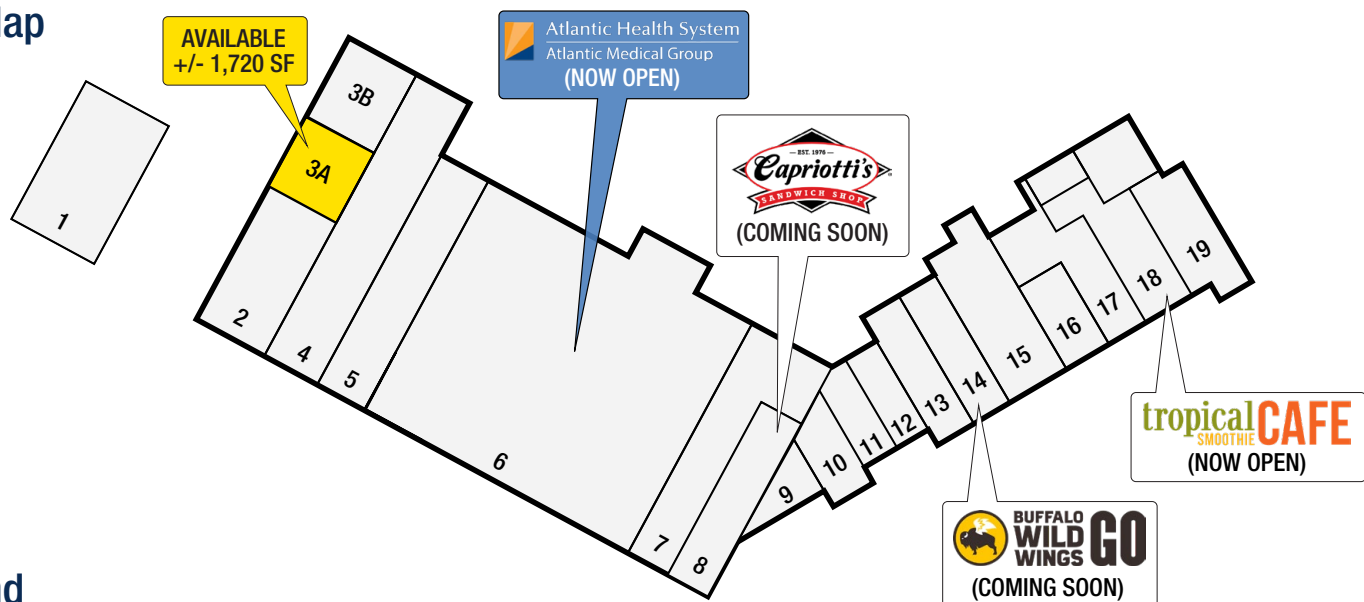 AVAILABLE
+/- 1,720 SF
Atlantic Health System
Atlantic Medical Group
(NOW OPEN)
EST. 1976
Capriotti's
SANDWICH SHOP
(COMING SOON)
1
3B
3A
2
4
5
6
7
8
9
10
11
12
13
14
15
16
17
18
19
tropical
SMOOTHIE
CAFE
(NOW OPEN)
BUFFALO
WILD
WINGS
GO
(COMING SOON)